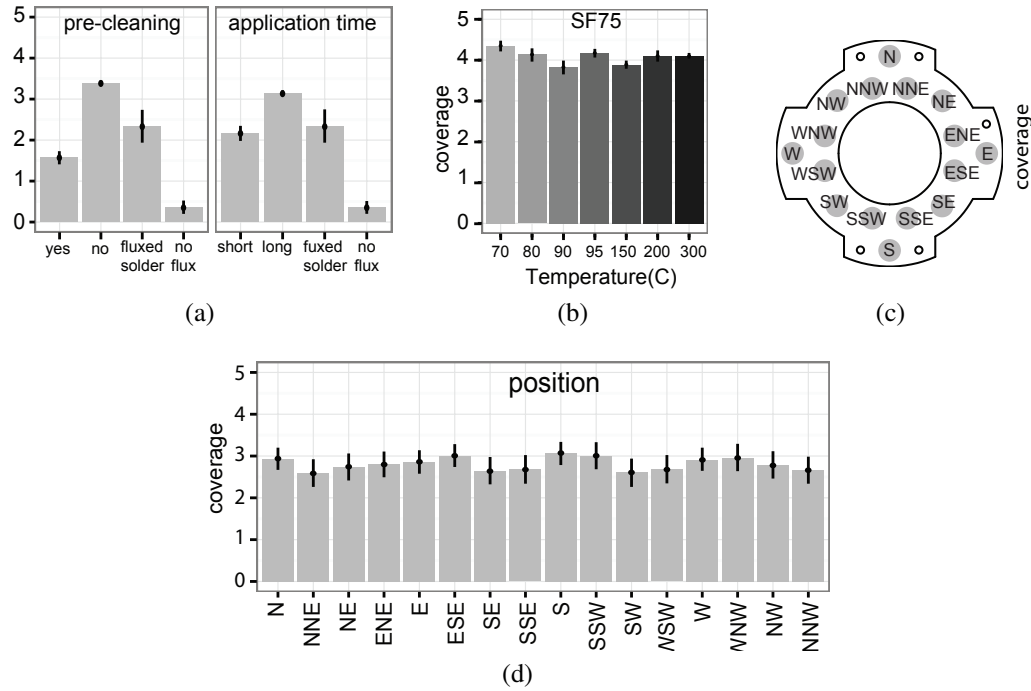 pre-cleaning
application time
5
4
3
2
1
0
yes
no
fluxed
solder
no
flux
short
long
fuxed
solder
no
flux
(a)
SF75
coverage
5
4
3
2
1
0
70
80
90
95
150
200
300
Temperature(C)
(b)
N
NNW
NNE
NW
NE
WNW
ENE
W
E
WSW
ESE
SW
SE
SSW
SSE
S
coverage
(c)
position
coverage
5
4
3
2
1
0
N
NNE
NE
ENE
E
ESE
SE
SSE
S
SSW
SW
WSW
W
WNW
NW
NNW
(d)